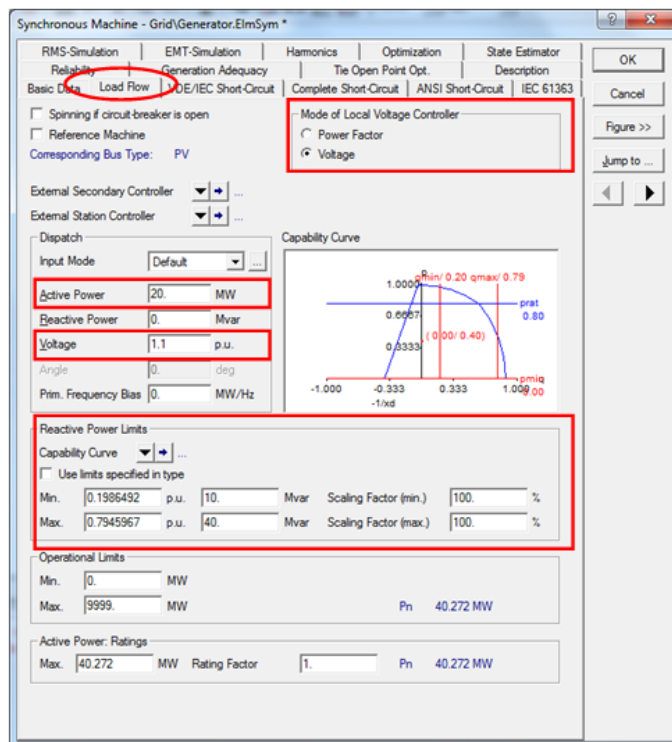 Synchronous Machine - Grid\Generator.ElmSym *
RMS-Simulation EMT-Simulation Harmonics Optimization State Estimator
Reliability Generation Adequacy Tie Open Point Opt. Description
Basic Data Load Flow VDE/IEC Short-Circuit Complete Short-Circuit ANSI Short-Circuit IEC 61363
OK
Cancel
Figure >>
Jump to ...
Spinning if circuit-breaker is open
Reference Machine
Corresponding Bus Type: PV
Mode of Local Voltage Controller
Power Factor
Voltage
External Secondary Controller ...
External Station Controller ...
Dispatch
Input Mode Default ...
Active Power 20. MW
Reactive Power 0. Mvar
Voltage 1.1 p.u.
Angle 0. deg
Prim. Frequency Bias 0. MW/Hz
Capability Curve
qmin/ 0.20 qmax/ 0.79
1.0000
prat
0.80
0.6667
( 0.00/ 0.40)
0.3333
pmin
0.00
-1.000 -0.333 0.333 1.000
-1/xd
Reactive Power Limits
Capability Curve ...
Use limits specified in type
Min. 0.1986492 p.u. 10. Mvar Scaling Factor (min.) 100. %
Max. 0.7945967 p.u. 40. Mvar Scaling Factor (max.) 100. %
Operational Limits
Min. 0. MW
Max. 9999. MW Pn 40.272 MW
Active Power: Ratings
Max. 40.272 MW Rating Factor 1. Pn 40.272 MW